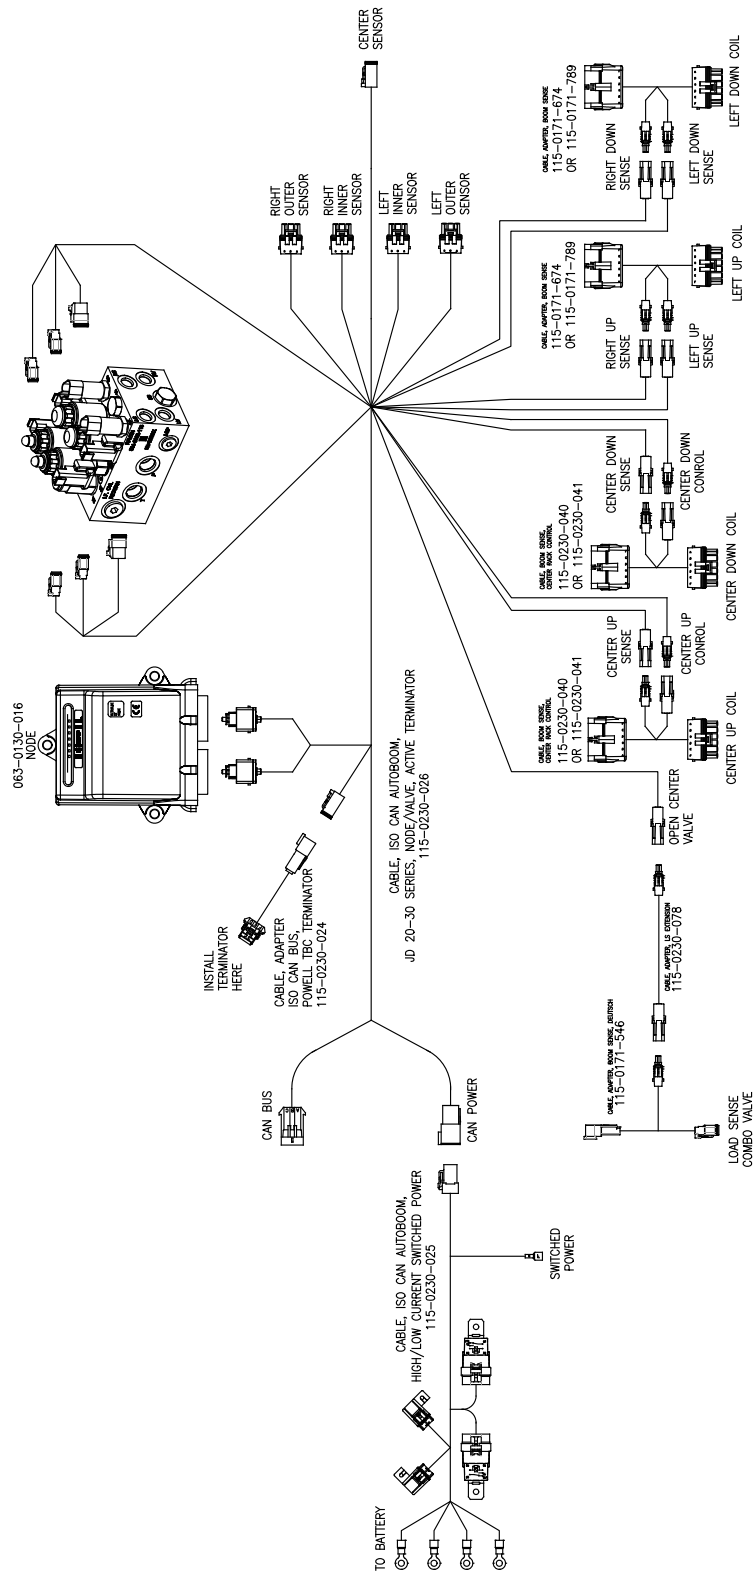 CENTER
SENSOR
RIGHT
OUTER
SENSOR
RIGHT
INNER
SENSOR
LEFT
INNER
SENSOR
LEFT
OUTER
SENSOR
CABLE, ADAPTER, BOOM SENSE
115-0171-674
OR 115-0171-789
RIGHT DOWN
SENSE
LEFT DOWN
SENSE
LEFT DOWN COIL
CABLE, ADAPTER, BOOM SENSE
115-0171-674
OR 115-0171-789
RIGHT UP
SENSE
LEFT UP
SENSE
LEFT UP COIL
CABLE, BOOM SENSE,
CENTER RACK CONTROL
115-0230-040
OR 115-0230-041
CENTER DOWN
SENSE
CENTER DOWN
CONROL
CENTER DOWN COIL
CABLE, BOOM SENSE,
CENTER RACK CONTROL
115-0230-040
OR 115-0230-041
CENTER UP
SENSE
CENTER UP
CONROL
CENTER UP COIL
063-0130-016
NODE
CABLE, ISO CAN AUTOBOOM,
JD 20-30 SERIES, NODE/VALVE, ACTIVE TERMINATOR
115-0230-026
INSTALL
TERMINATOR
HERE
CABLE, ADAPTER
ISO CAN BUS,
POWELL TBC TERMINATOR
115-0230-024
OPEN CENTER
VALVE
CABLE, ADAPTER, LS EXTENSION
115-0230-078
CABLE, ADAPTER, BOOM SENSE, DEUTSCH
115-0171-546
LOAD SENSE
COMBO VALVE
CAN BUS
CAN POWER
CABLE, ISO CAN AUTOBOOM,
HIGH/LOW CURRENT SWITCHED POWER
115-0230-025
SWITCHED
POWER
TO BATTERY